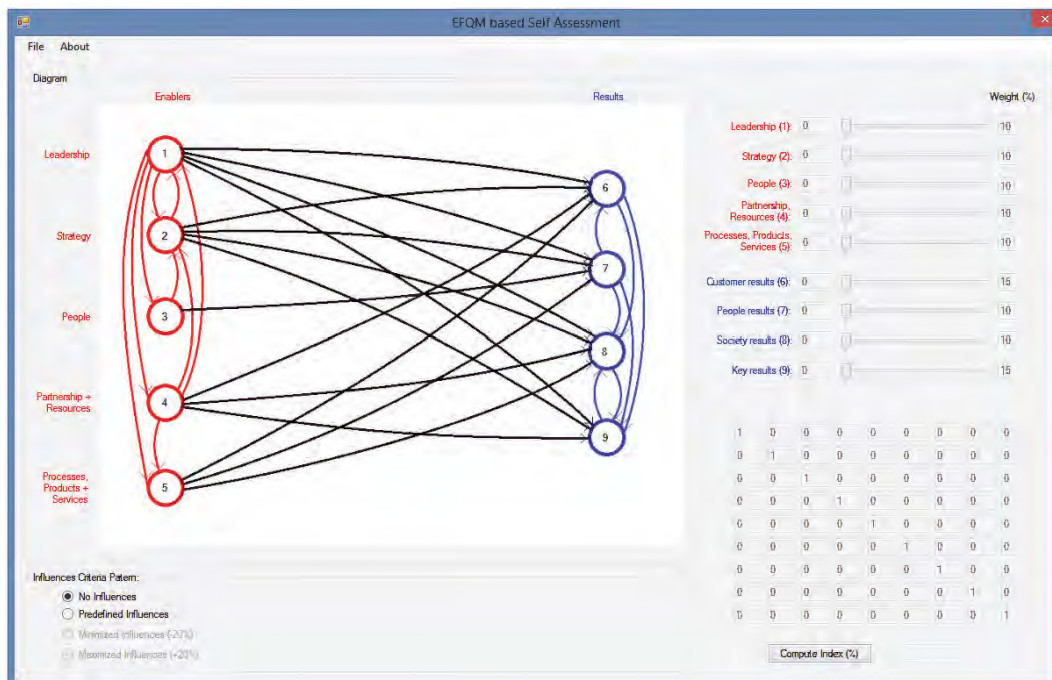 EFQM based Self Assessment
File About
Diagram
Enablers
Results
Weight (%)
Leadership
Strategy
People
Partnership +
Resources
Processes,
Products +
Services
1
2
3
4
5
6
7
8
9
Leadership (1): 0 10
Strategy (2): 0 10
People (3): 0 10
Partnership,
Resources (4): 0 10
Processes, Products,
Services (5): 0 10
Customer results (6): 0 15
People results (7): 0 10
Society results (8): 0 10
Key results (9): 0 15
1 0 0 0 0 0 0 0 0
0 1 0 0 0 0 0 0 0
0 0 1 0 0 0 0 0 0
0 0 0 1 0 0 0 0 0
0 0 0 0 1 0 0 0 0
0 0 0 0 0 1 0 0 0
0 0 0 0 0 0 1 0 0
0 0 0 0 0 0 0 1 0
0 0 0 0 0 0 0 0 1
Influences Criteria Patern:
No Influences
Predefined Influences
Minimized Influences (-20%)
Maximized Influences (+20%)
Compute Index (%)